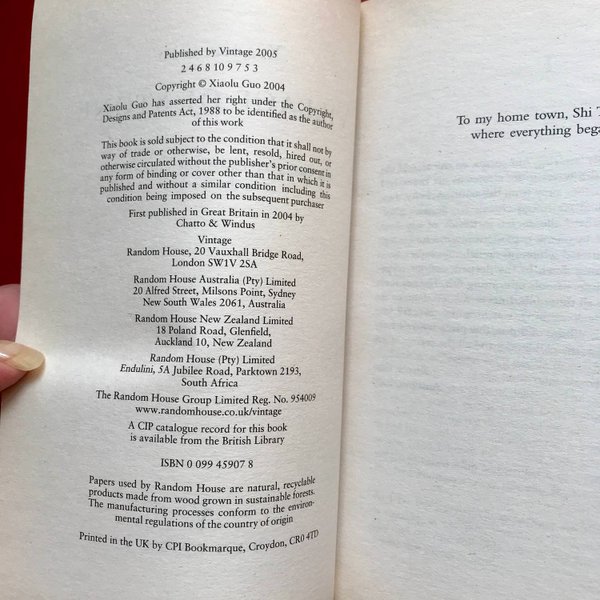 Published by Vintage 2005
2 4 6 8 10 9 7 5 3
Copyright © Xiaolu Guo 2004
Xiaolu Guo has asserted her right under the Copyright,
Designs and Patents Act, 1988 to be identified as the author
of this work
This book is sold subject to the condition that it shall not by
way of trade or otherwise, be lent, resold, hired out, or
otherwise circulated without the publisher's prior consent in
any form of binding or cover other than that in which it is
published and without a similar condition including this
condition being imposed on the subsequent purchaser
First published in Great Britain in 2004 by
Chatto & Windus
Vintage
Random House, 20 Vauxhall Bridge Road,
London SW1V 2SA
Random House Australia (Pty) Limited
20 Alfred Street, Milsons Point, Sydney
New South Wales 2061, Australia
Random House New Zealand Limited
18 Poland Road, Glenfield,
Auckland 10, New Zealand
Random House (Pty) Limited
Endulini, 5A Jubilee Road, Parktown 2193,
South Africa
The Random House Group Limited Reg. No. 954009
www.randomhouse.co.uk/vintage
A CIP catalogue record for this book
is available from the British Library
ISBN 0 099 45907 8
Papers used by Random House are natural, recyclable
products made from wood grown in sustainable forests.
The manufacturing processes conform to the environ-
mental regulations of the country of origin
Printed in the UK by CPI Bookmarque, Croydon, CR0 4TD
To my home town, Shi
where everything bega